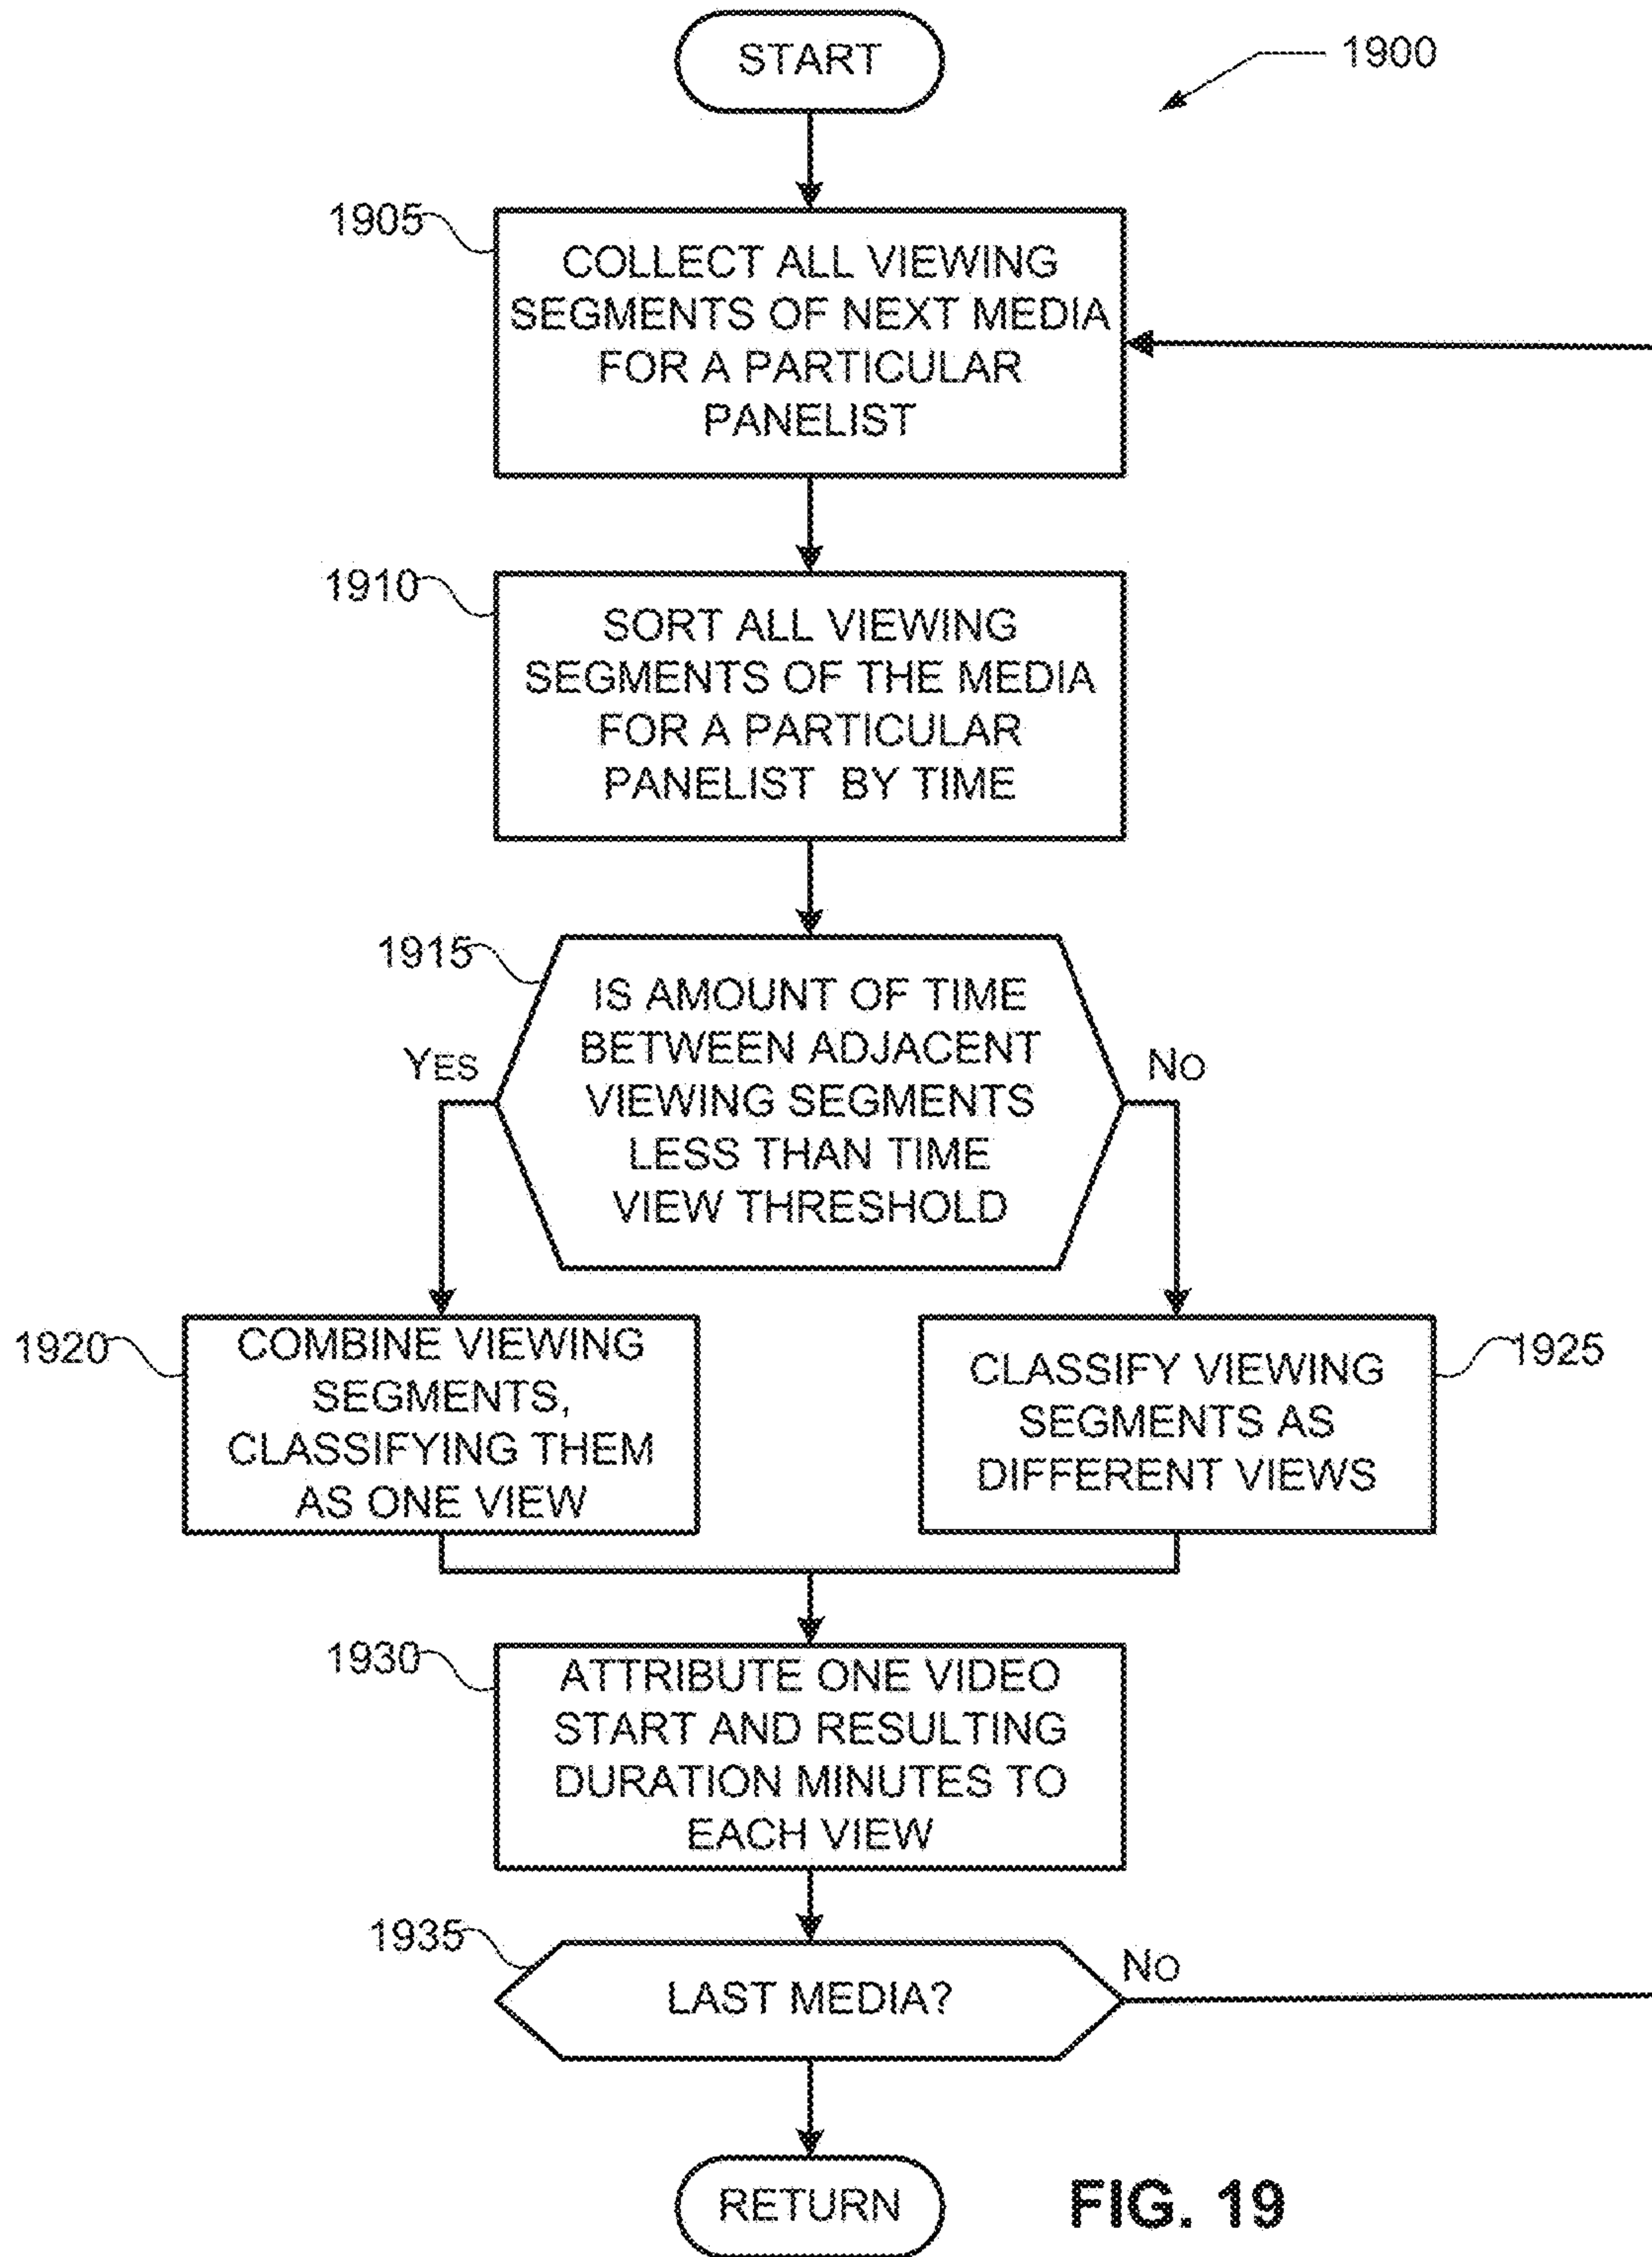 START
1900
1905
COLLECT ALL VIEWING
SEGMENTS OF NEXT MEDIA
FOR A PARTICULAR
PANELIST
1910
SORT ALL VIEWING
SEGMENTS OF THE MEDIA
FOR A PARTICULAR
PANELIST BY TIME
1915
IS AMOUNT OF TIME
BETWEEN ADJACENT
VIEWING SEGMENTS
LESS THAN TIME
VIEW THRESHOLD
YES
NO
1920
COMBINE VIEWING
SEGMENTS,
CLASSIFYING THEM
AS ONE VIEW
1925
CLASSIFY VIEWING
SEGMENTS AS
DIFFERENT VIEWS
1930
ATTRIBUTE ONE VIDEO
START AND RESULTING
DURATION MINUTES TO
EACH VIEW
1935
LAST MEDIA?
NO
RETURN
FIG. 19